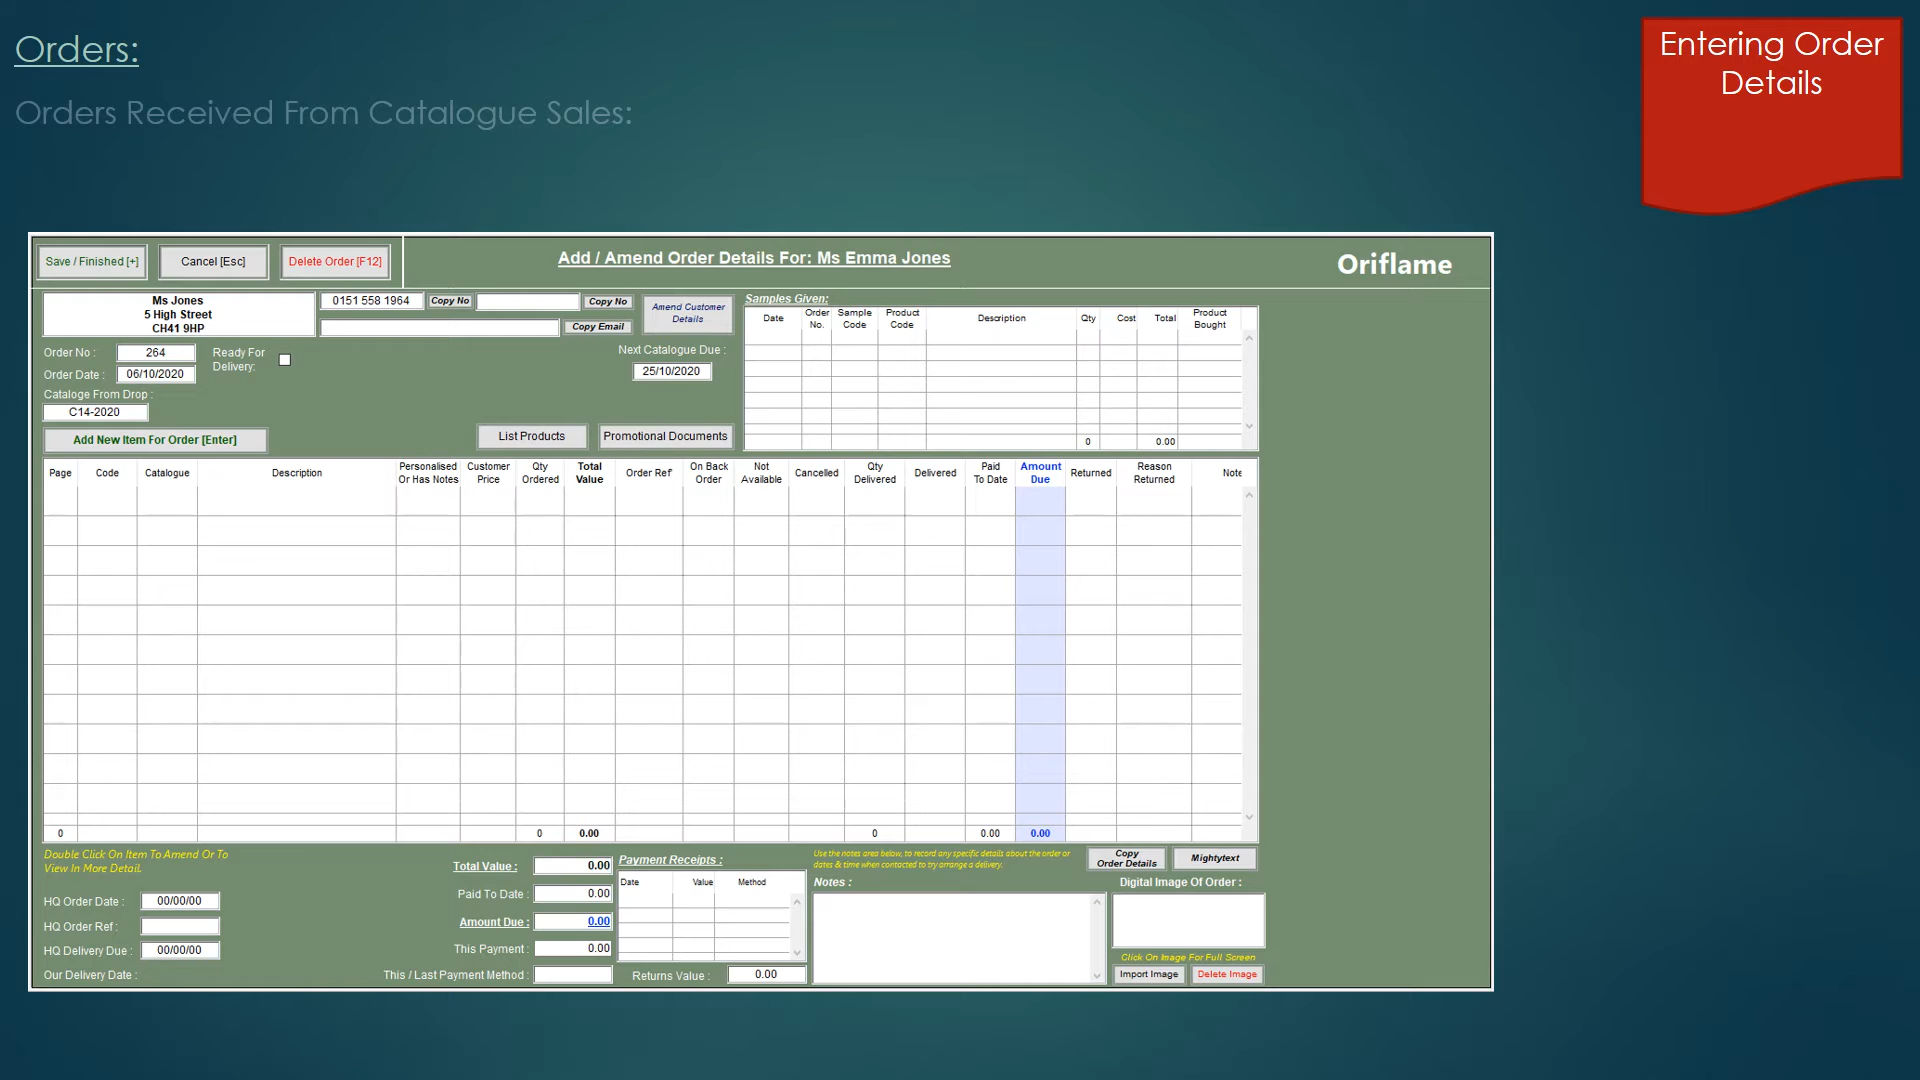 Orders:
Entering Order
Details
Orders Received From Catalogue Sales:
Save / Finished [+]
Cancel [Esc]
Delete Order [F12]
Add / Amend Order Details For: Ms Emma Jones
Oriflame
Ms Jones
5 High Street
CH41 9HP
0151 558 1964
Copy No
Copy No
Copy Email
Amend Customer
Details
Samples Given:
Date
Order
No.
Sample
Code
Product
Code
Description
Qty
Cost
Total
Product
Bought
0
0.00
Order No :
264
Ready For
Delivery:
Order Date :
06/10/2020
Next Catalogue Due :
25/10/2020
Cataloge From Drop :
C14-2020
Add New Item For Order [Enter]
List Products
Promotional Documents
Page
Code
Catalogue
Description
Personalised
Or Has Notes
Customer
Price
Qty
Ordered
Total
Value
Order Ref
On Back
Order
Not
Available
Cancelled
Qty
Delivered
Delivered
Paid
To Date
Amount
Due
Returned
Reason
Returned
Note
0
0
0.00
0
0.00
0.00
Double Click On Item To Amend Or To
View In More Detail.
HQ Order Date :
00/00/00
HQ Order Ref :
HQ Delivery Due :
00/00/00
Our Delivery Date :
Total Value :
0.00
Paid To Date :
0.00
Amount Due :
0.00
This Payment :
0.00
This / Last Payment Method :
Payment Receipts :
Date
Value
Method
Returns Value :
0.00
Use the notes area below, to record any specific details about the order or
dates & time when contacted to try arrange a delivery.
Notes :
Copy
Order Details
Mightytext
Digital Image Of Order :
Click On Image For Full Screen
Import Image
Delete Image